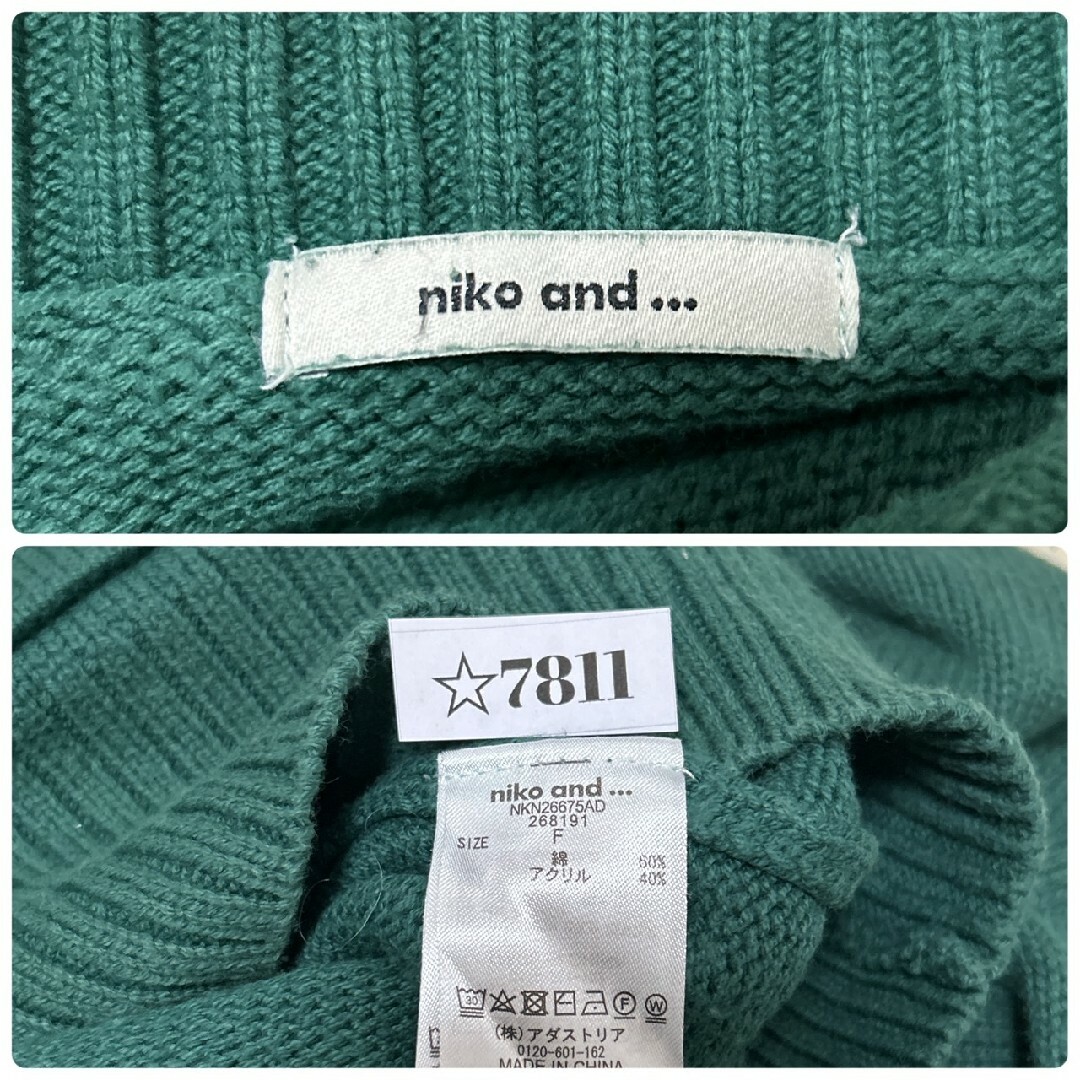 niko and ...
☆7811
niko and ...
NKN26675AD
268191
SIZE F
綿 60%
アクリル 40%
30 F W
(株)アダストリア
0120-601-162
MADE IN CHINA